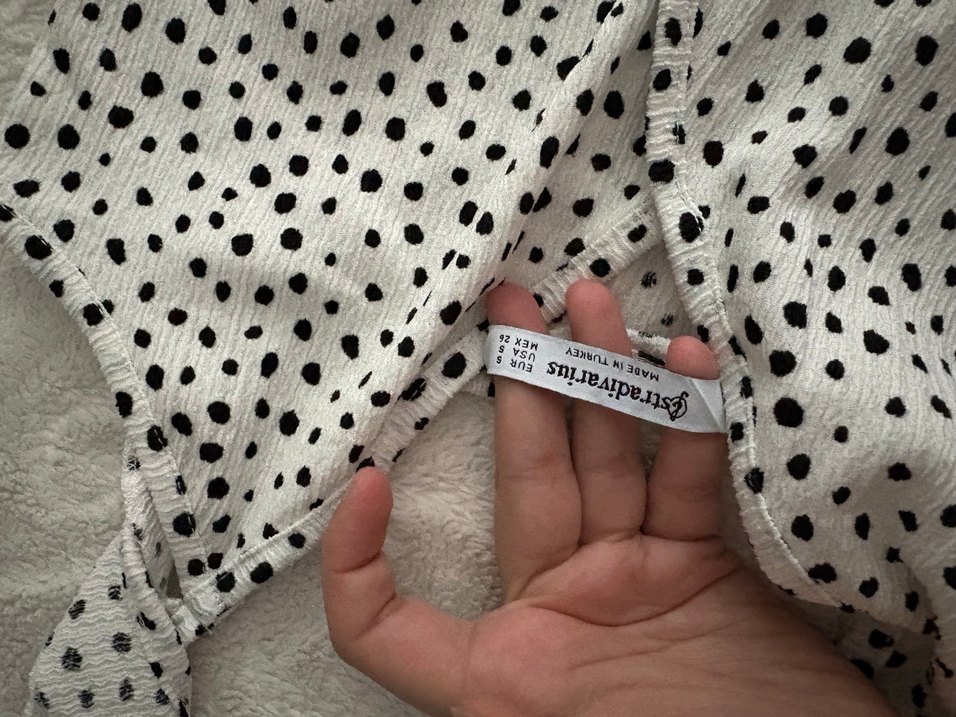 Stradivarius
MADE IN TURKEY
EUR S
USA S
MEX 26